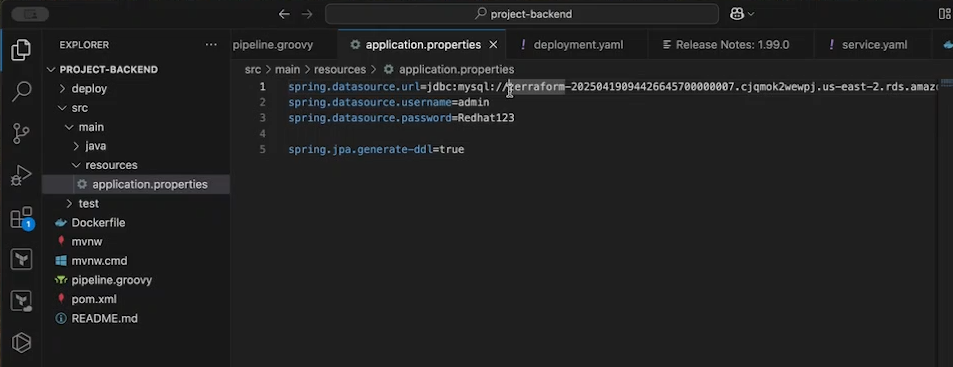 project-backend
EXPLORER
pipeline.groovy
application.properties
deployment.yaml
Release Notes: 1.99.0
service.yaml
PROJECT-BACKEND
deploy
src
main
java
resources
application.properties
test
Dockerfile
mvnw
mvnw.cmd
pipeline.groovy
pom.xml
README.md
1
src > main > resources > application.properties
1 spring.datasource.url=jdbc:mysql://terraform-20250419094426645700000007.cjqmok2wewpj.us-east-2.rds.amazo
2 spring.datasource.username=admin
3 spring.datasource.password=Redhat123
4
5 spring.jpa.generate-ddl=true